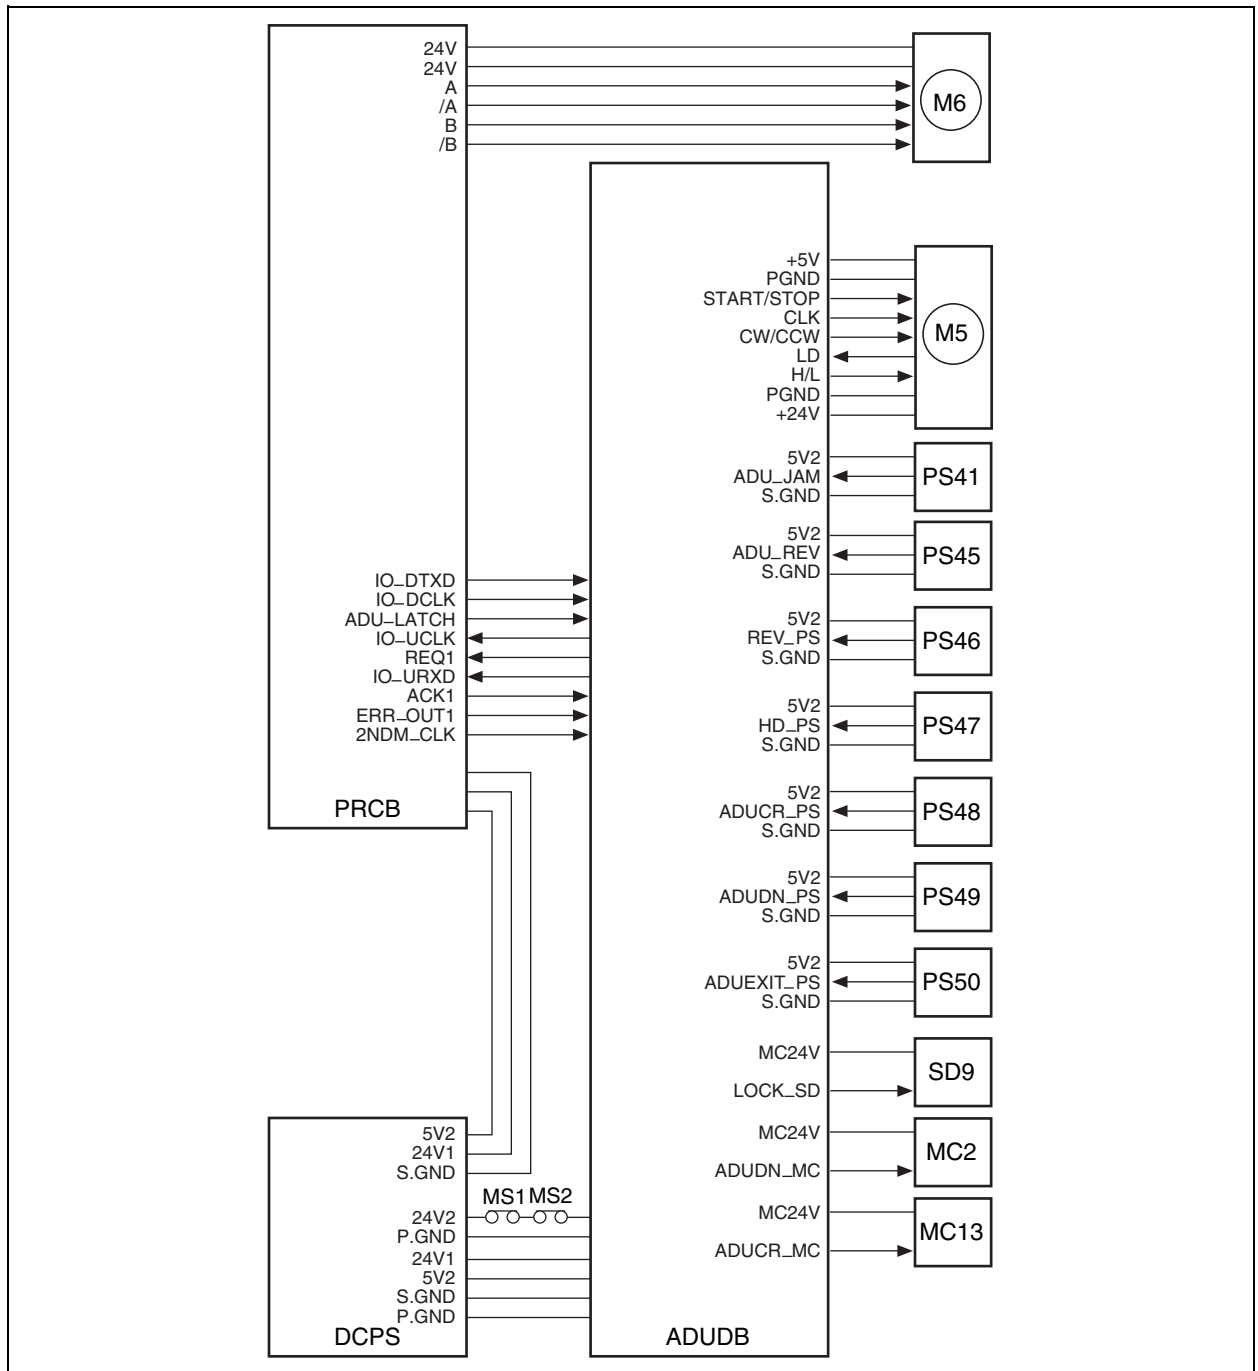 24V
24V
A
/A
B
/B
M6
+5V
PGND
START/STOP
CLK
CW/CCW
LD
H/L
PGND
+24V
M5
5V2
ADU_JAM
S.GND
PS41
5V2
ADU_REV
S.GND
PS45
IO_DTXD
IO_DCLK
ADU_LATCH
IO_UCLK
REQ1
IO_URXD
ACK1
ERR_OUT1
2NDM_CLK
PRCB
5V2
REV_PS
S.GND
PS46
5V2
HD_PS
S.GND
PS47
5V2
ADUCR_PS
S.GND
PS48
5V2
ADUDN_PS
S.GND
PS49
5V2
ADUEXIT_PS
S.GND
PS50
MC24V
LOCK_SD
SD9
MC24V
ADUDN_MC
MC2
MC24V
ADUCR_MC
MC13
5V2
24V1
S.GND
MS1 MS2
24V2
P.GND
24V1
5V2
S.GND
P.GND
DCPS
ADUDB